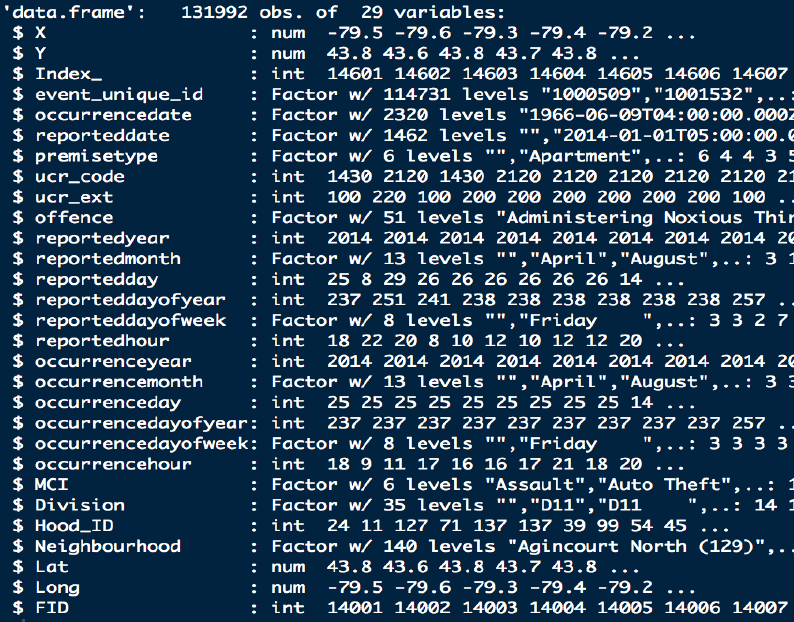 'data.frame':   131992 obs. of  29 variables:
 $ X                  : num  -79.5 -79.6 -79.3 -79.4 -79.2 ...
 $ Y                  : num  43.8 43.6 43.8 43.7 43.8 ...
 $ Index_             : int  14601 14602 14603 14604 14605 14606 14607
 $ event_unique_id    : Factor w/ 114731 levels "1000509","1001532",..:
 $ occurrencedate     : Factor w/ 2320 levels "1966-06-09T04:00:00.000Z
 $ reporteddate       : Factor w/ 1462 levels "","2014-01-01T05:00:00.0
 $ premisetype        : Factor w/ 6 levels "","Apartment",..: 6 4 4 3 5
 $ ucr_code           : int  1430 2120 1430 2120 2120 2120 2120 2120 21
 $ ucr_ext            : int  100 220 100 200 200 200 200 200 200 100 ..
 $ offence            : Factor w/ 51 levels "Administering Noxious Thin
 $ reportedyear       : int  2014 2014 2014 2014 2014 2014 2014 2014 20
 $ reportedmonth      : Factor w/ 13 levels "","April","August",..: 3 1
 $ reportedday        : int  25 8 29 26 26 26 26 26 26 14 ...
 $ reporteddayofyear  : int  237 251 241 238 238 238 238 238 238 257 ..
 $ reporteddayofweek  : Factor w/ 8 levels "","Friday    ",..: 3 3 2 7
 $ reportedhour       : int  18 22 20 8 10 12 10 12 12 20 ...
 $ occurrenceyear     : int  2014 2014 2014 2014 2014 2014 2014 2014 20
 $ occurrencemonth    : Factor w/ 13 levels "","April","August",..: 3 3
 $ occurrenceday      : int  25 25 25 25 25 25 25 25 25 14 ...
 $ occurrencedayofyear: int  237 237 237 237 237 237 237 237 237 257 ..
 $ occurrencedayofweek: Factor w/ 8 levels "","Friday    ",..: 3 3 3 3
 $ occurrencehour     : int  18 9 11 17 16 16 17 21 18 20 ...
 $ MCI                : Factor w/ 6 levels "Assault","Auto Theft",..: 1
 $ Division           : Factor w/ 35 levels "","D11","D11     ",..: 14 1
 $ Hood_ID            : int  24 11 127 71 137 137 39 99 54 45 ...
 $ Neighbourhood      : Factor w/ 140 levels "Agincourt North (129)",..
 $ Lat                : num  43.8 43.6 43.8 43.7 43.8 ...
 $ Long               : num  -79.5 -79.6 -79.3 -79.4 -79.2 ...
 $ FID                : int  14001 14002 14003 14004 14005 14006 14007